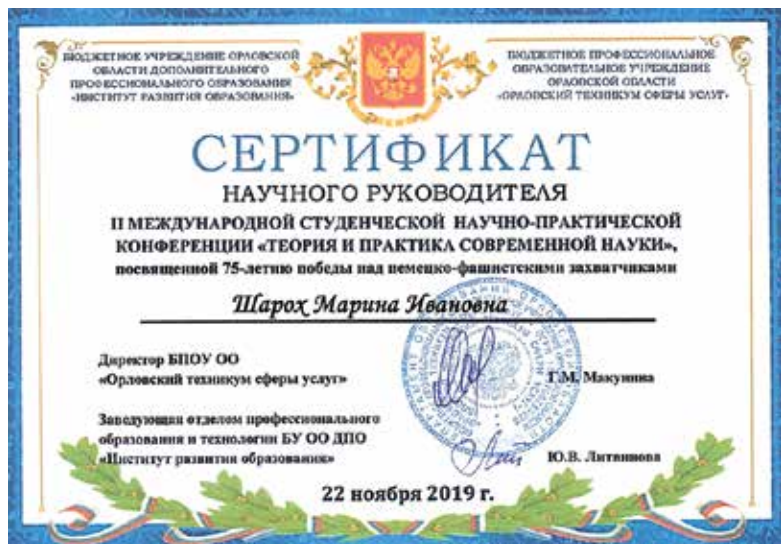 БЮДЖЕТНОЕ УЧРЕЖДЕНИЕ ОРЛОВСКОЙ
ОБЛАСТИ ДОПОЛНИТЕЛЬНОГО
ПРОФЕССИОНАЛЬНОГО ОБРАЗОВАНИЯ
«ИНСТИТУТ РАЗВИТИЯ ОБРАЗОВАНИЯ»
БЮДЖЕТНОЕ ПРОФЕССИОНАЛЬНОЕ
ОБРАЗОВАТЕЛЬНОЕ УЧРЕЖДЕНИЕ
ОРЛОВСКОЙ ОБЛАСТИ
«ОРЛОВСКИЙ ТЕХНИКУМ СФЕРЫ УСЛУГ»
СЕРТИФИКАТ
НАУЧНОГО РУКОВОДИТЕЛЯ
II МЕЖДУНАРОДНОЙ СТУДЕНЧЕСКОЙ НАУЧНО-ПРАКТИЧЕСКОЙ
КОНФЕРЕНЦИИ «ТЕОРИЯ И ПРАКТИКА СОВРЕМЕННОЙ НАУКИ»,
посвященной 75-летию победы над немецко-фашистскими захватчиками
Шарох Марина Ивановна
Директор БПОУ ОО
«Орловский техникум сферы услуг»
Г.М. Макунина
Заведующая отделом профессионального
образования и технологии БУ ОО ДПО
«Институт развития образования»
Ю.В. Литвинова
22 ноября 2019 г.